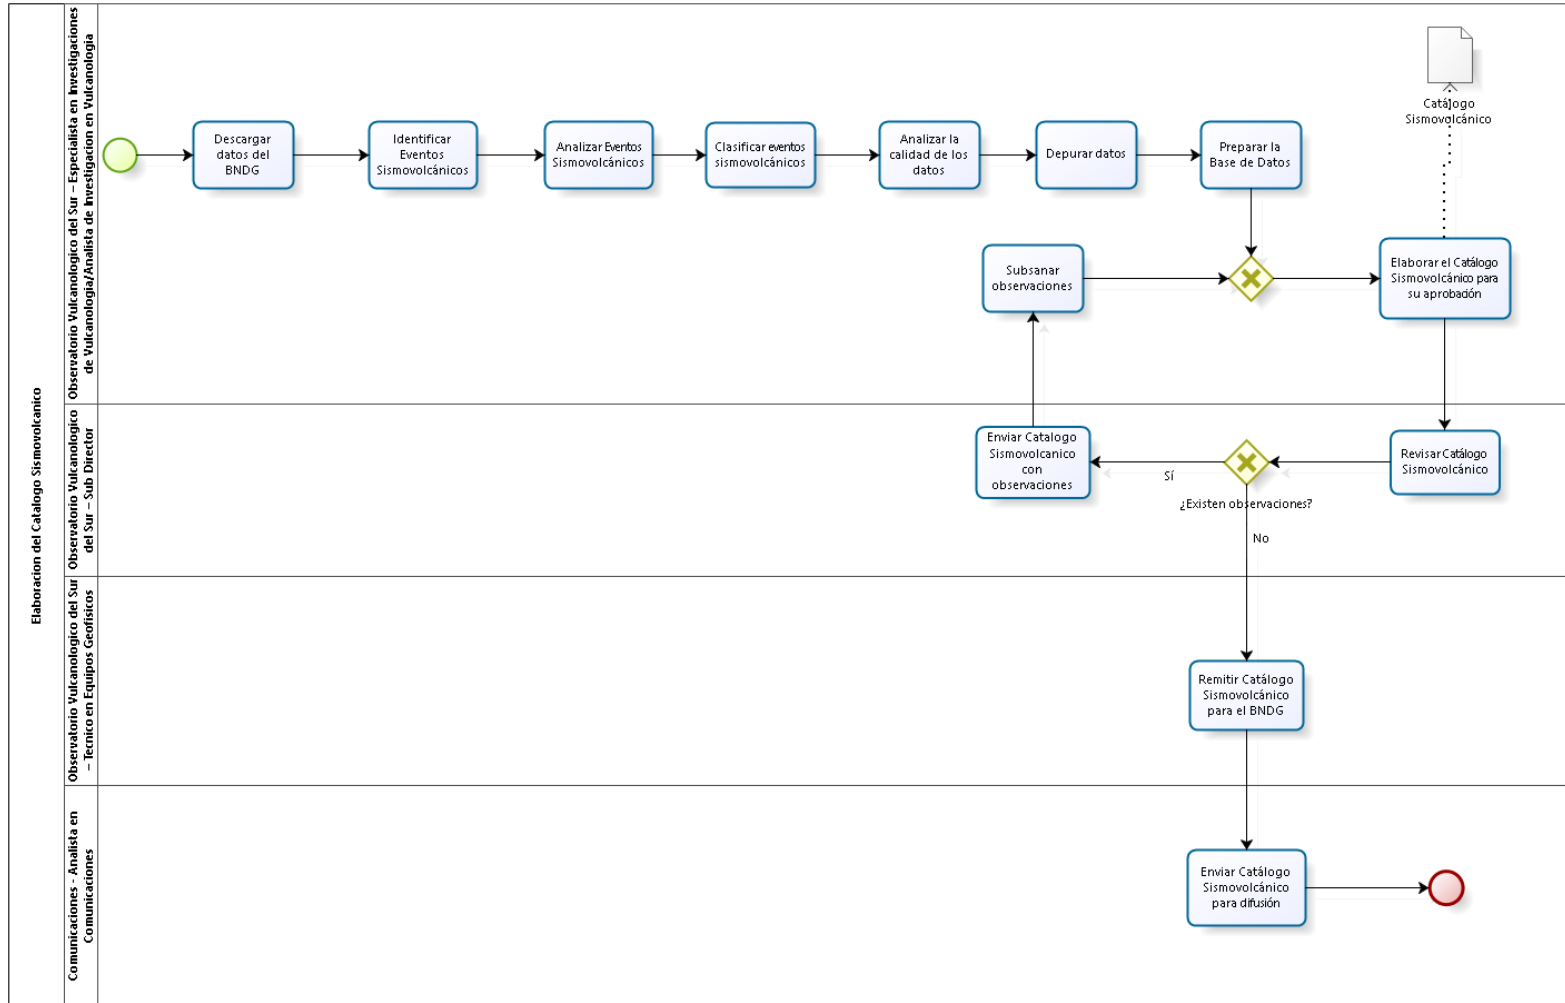 Elaboracion del Catalogo Sismovolcanico
Observatorio Vulcanologico del Sur – Especialista en Investigaciones
de Vulcanologia/Analista de Investigacion en Vulcanologia
Descargar
datos del
BNDG
Identificar
Eventos
Sismovolcánicos
Analizar Eventos
Sismovolcánicos
Clasificar eventos
sismovolcánicos
Analizar la
calidad de los
datos
Depurar datos
Preparar la
Base de Datos
Catálogo
Sismovolcánico
Subsanar
observaciones
Elaborar el Catálogo
Sismovolcánico para
su aprobación
Observatorio Vulcanologico
del Sur – Sub Director
Enviar Catalogo
Sismovolcanico
con
observaciones
Sí
¿Existen observaciones?
No
Revisar Catálogo
Sismovolcánico
Observatorio Vulcanologico del Sur
– Tecnico en Equipos Geofisicos
Remitir Catálogo
Sismovolcánico
para el BNDG
Comunicaciones - Analista en
Comunicaciones
Enviar Catálogo
Sismovolcánico
para difusión